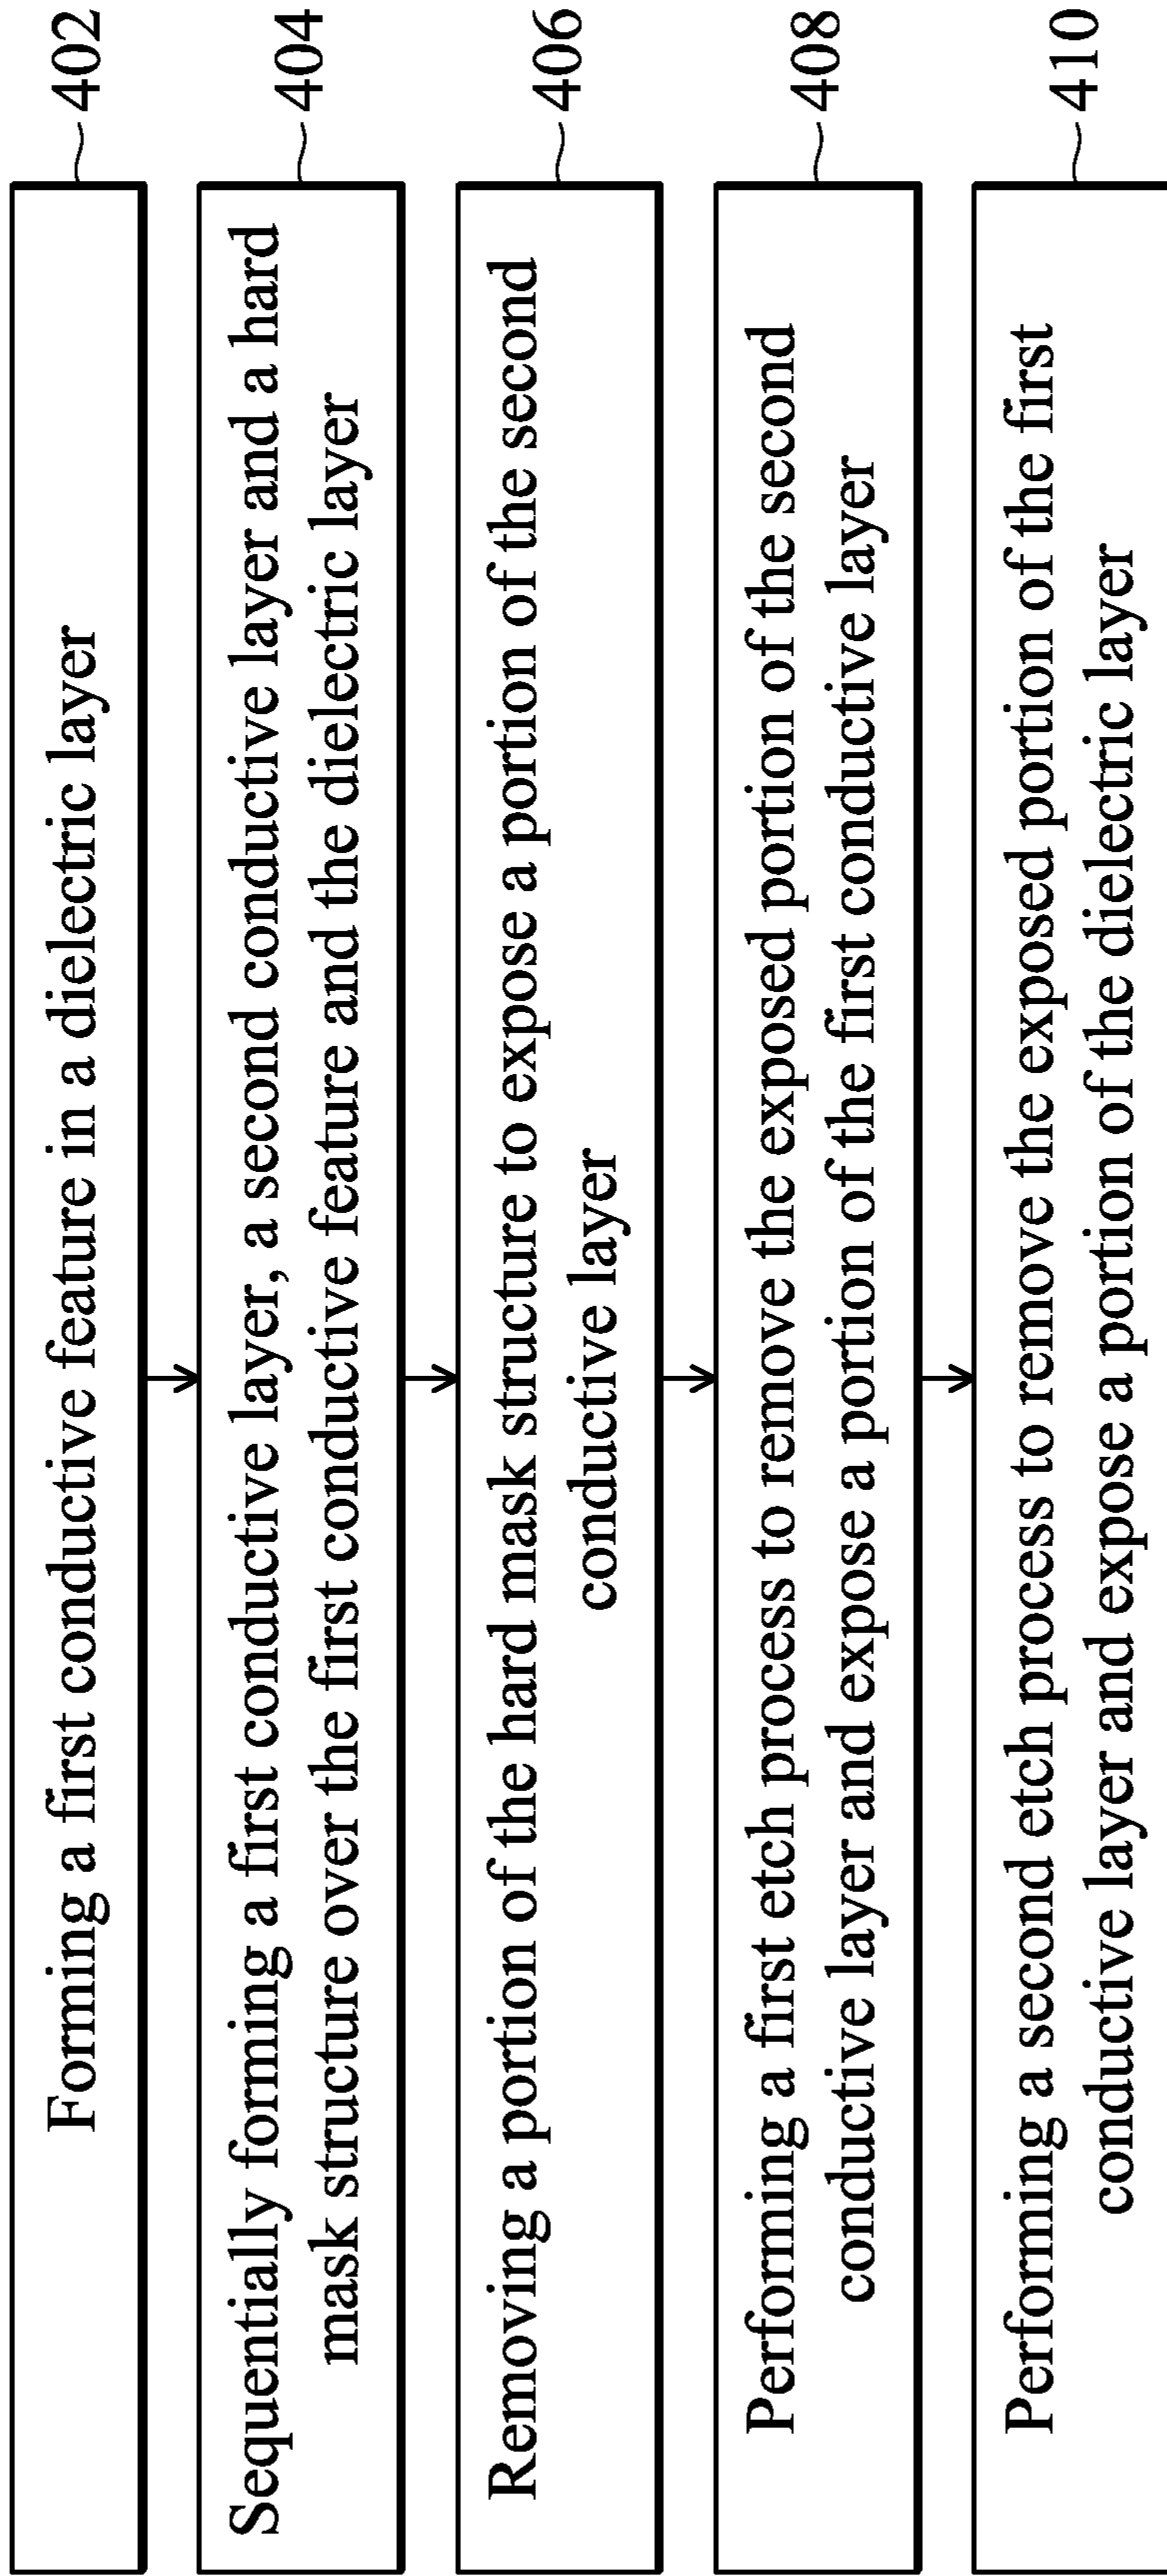 Forming a first conductive feature in a dielectric layer
402
Sequentially forming a first conductive layer, a second conductive layer and a hard
mask structure over the first conductive feature and the dielectric layer
404
Removing a portion of the hard mask structure to expose a portion of the second
conductive layer
406
Performing a first etch process to remove the exposed portion of the second
conductive layer and expose a portion of the first conductive layer
408
Performing a second etch process to remove the exposed portion of the first
conductive layer and expose a portion of the dielectric layer
410